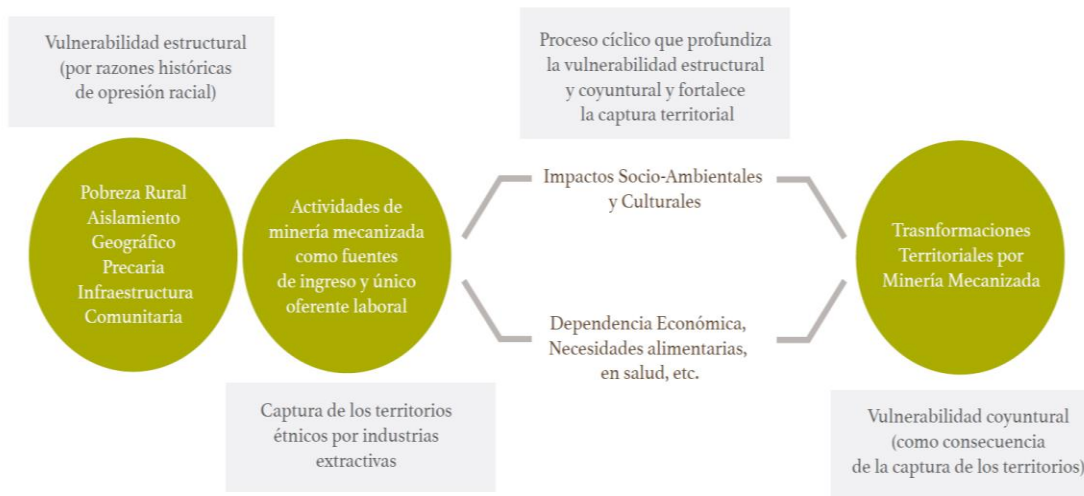 Vulnerabilidad estructural
(por razones históricas
de opresión racial)
Pobreza Rural
Aislamiento
Geográfico
Precaria
Infraestructura
Comunitaria
Actividades de
minería mecanizada
como fuentes
de ingreso y único
oferente laboral
Captura de los territorios
étnicos por industrias
extractivas
Proceso cíclico que profundiza
la vulnerabilidad estructural
y coyuntural y fortalece
la captura territorial
Impactos Socio-Ambientales
y Culturales
Dependencia Económica,
Necesidades alimentarias,
en salud, etc.
Trasnformaciones
Territoriales por
Minería Mecanizada
Vulnerabilidad coyuntural
(como consecuencia
de la captura de los territorios)